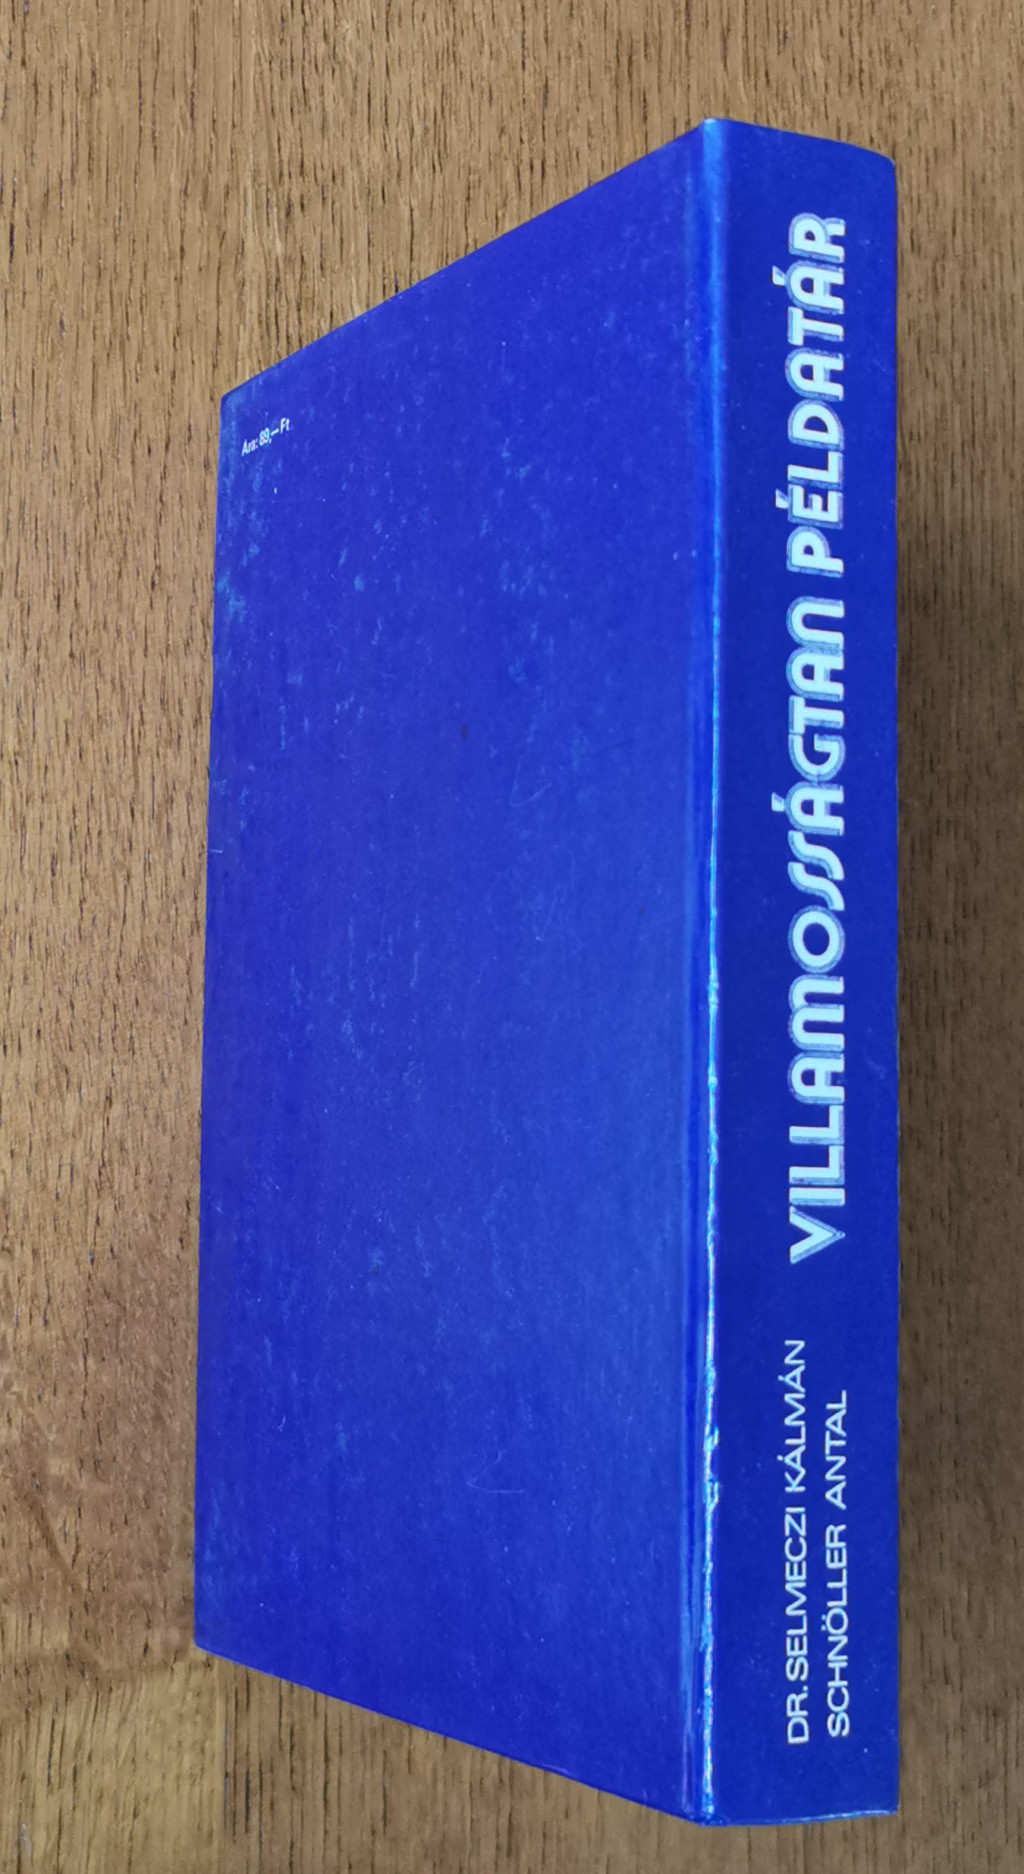 Ára: 89,— Ft
DR. SELMECZI KÁLMÁN
SCHNÖLLER ANTAL
VILLAMOSSÁGTAN PÉLDATÁR